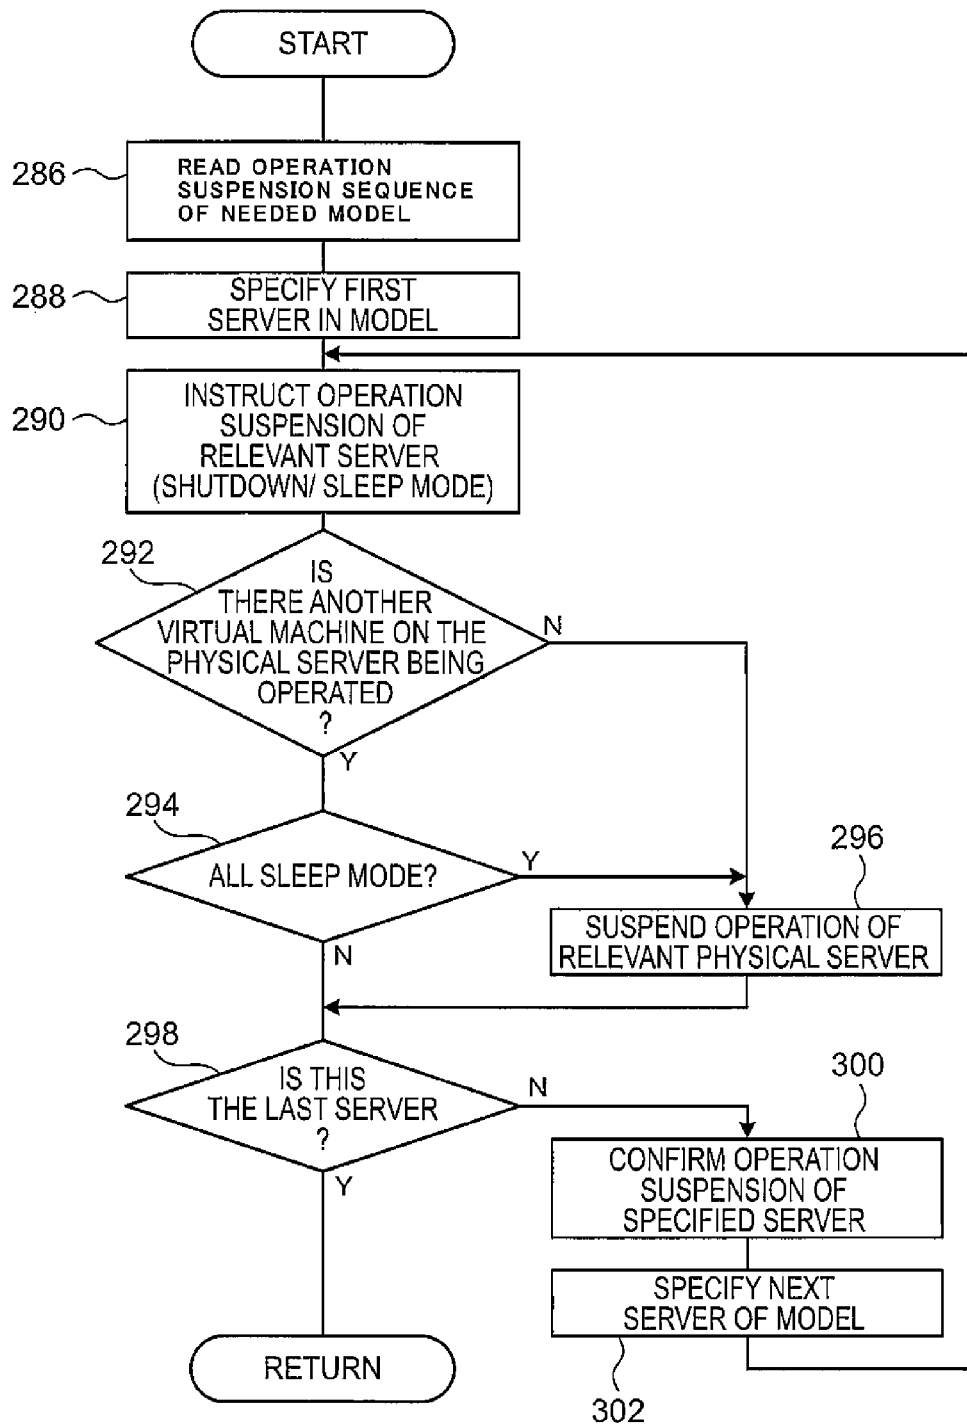 START
286
READ OPERATION
SUSPENSION SEQUENCE
OF NEEDED MODEL
288
SPECIFY FIRST
SERVER IN MODEL
290
INSTRUCT OPERATION
SUSPENSION OF
RELEVANT SERVER
(SHUTDOWN/ SLEEP MODE)
292
IS
THERE ANOTHER
VIRTUAL MACHINE ON THE
PHYSICAL SERVER BEING
OPERATED
?
N
Y
294
ALL SLEEP MODE?
Y
N
296
SUSPEND OPERATION OF
RELEVANT PHYSICAL SERVER
298
IS THIS
THE LAST SERVER
?
N
Y
300
CONFIRM OPERATION
SUSPENSION OF
SPECIFIED SERVER
SPECIFY NEXT
SERVER OF MODEL
302
RETURN